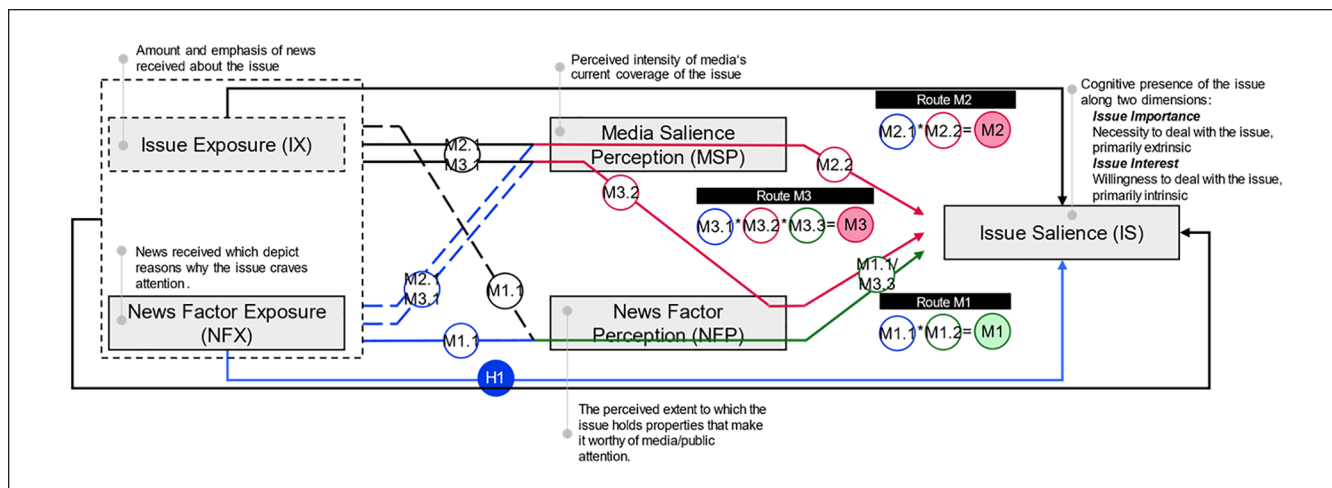 Amount and emphasis of news
received about the issue
Perceived intensity of media's
current coverage of the issue
Cognitive presence of the issue
along two dimensions:
Issue Importance
Necessity to deal with the issue,
primarily extrinsic
Issue Interest
Willingness to deal with the issue,
primarily intrinsic
Issue Exposure (IX)
M2.1
M3.1
Media Salience
Perception (MSP)
M2.2
M3.2
Route M2
M2.1*M2.2=M2
Route M3
M3.1*M3.2*M3.3=M3
Issue Salience (IS)
News received which depict
reasons why the issue craves
attention.
News Factor Exposure
(NFX)
M2.1
M3.1
M1.1
M1.1
News Factor
Perception (NFP)
M1.1/
M3.3
Route M1
M1.1*M1.2=M1
H1
The perceived extent to which the
issue holds properties that make
it worthy of media/public
attention.